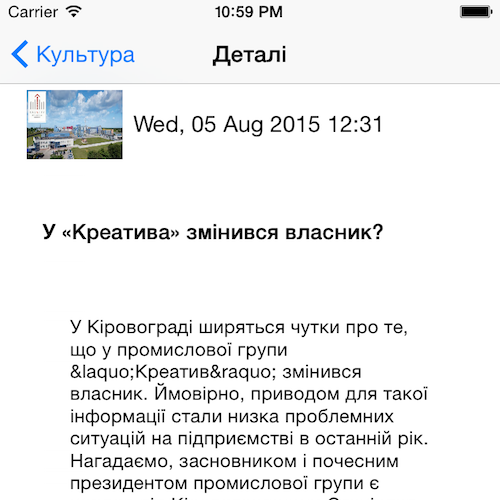 Carrier 10:59 PM
Культура Деталі
Wed, 05 Aug 2015 12:31
У «Креатива» змінився власник?
У Кіровограді ширяться чутки про те,
що у промислової групи
&laquo;Креатив&raquo; змінився
власник. Ймовірно, приводом для такої
інформації стали низка проблемних
ситуацій на підприємстві в останній рік.
Нагадаємо, засновником і почесним
президентом промислової групи є